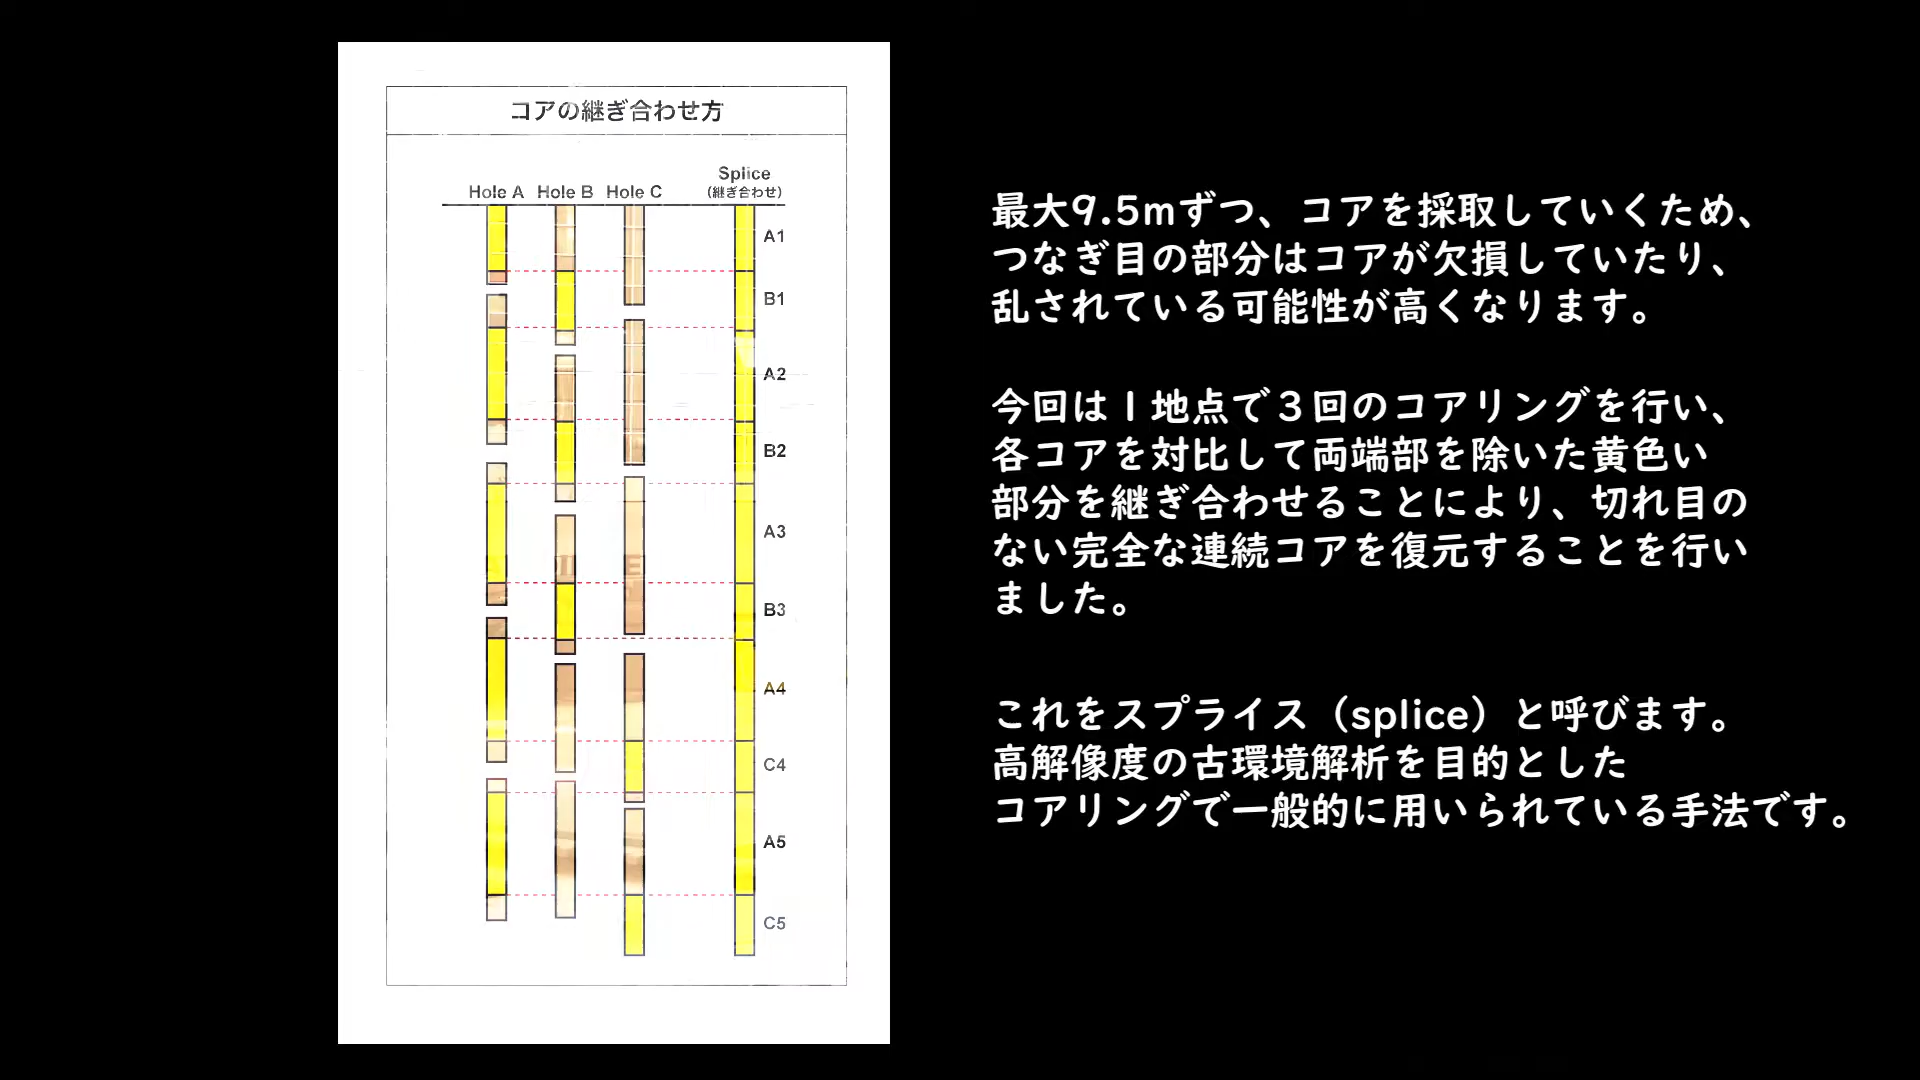 コアの継ぎ合わせ方
Hole A Hole B Hole C Splice
(継ぎ合わせ)
A1
B1
A2
B2
A3
B3
A4
C4
A5
C5
最大9.5mずつ、コアを採取していくため、
つなぎ目の部分はコアが欠損していたり、
乱されている可能性が高くなります。
今回は1地点で3回のコアリングを行い、
各コアを対比して両端部を除いた黄色い
部分を継ぎ合わせることにより、切れ目の
ない完全な連続コアを復元することを行い
ました。
これをスプライス（splice）と呼びます。
高解像度の古環境解析を目的とした
コアリングで一般的に用いられている手法です。